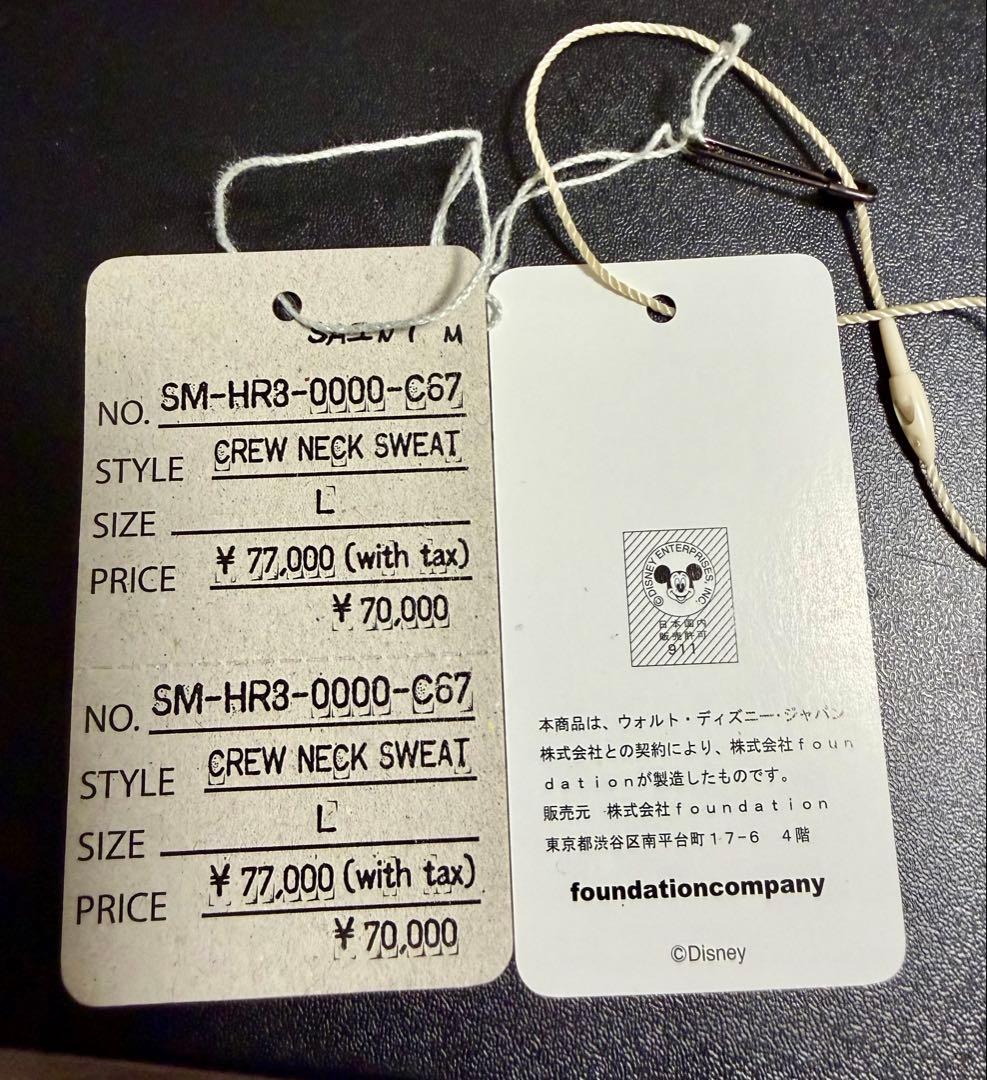 SAINT M
NO. SM-HR3-0000-C67
STYLE CREW NECK SWEAT
SIZE L
PRICE ¥ 77,000 (with tax)
¥ 70,000
NO. SM-HR3-0000-C67
STYLE CREW NECK SWEAT
SIZE L
PRICE ¥ 77,000 (with tax)
¥ 70,000
©DISNEY ENTERPRISES, INC.
日本国内
販売許可
911
本商品は、ウォルト・ディズニー・ジャパン
株式会社との契約により、株式会社ｆｏｕｎ
ｄａｔｉｏｎが製造したものです。
販売元 株式会社ｆｏｕｎｄａｔｉｏｎ
東京都渋谷区南平台町１７−６　４階
foundationcompany
©Disney